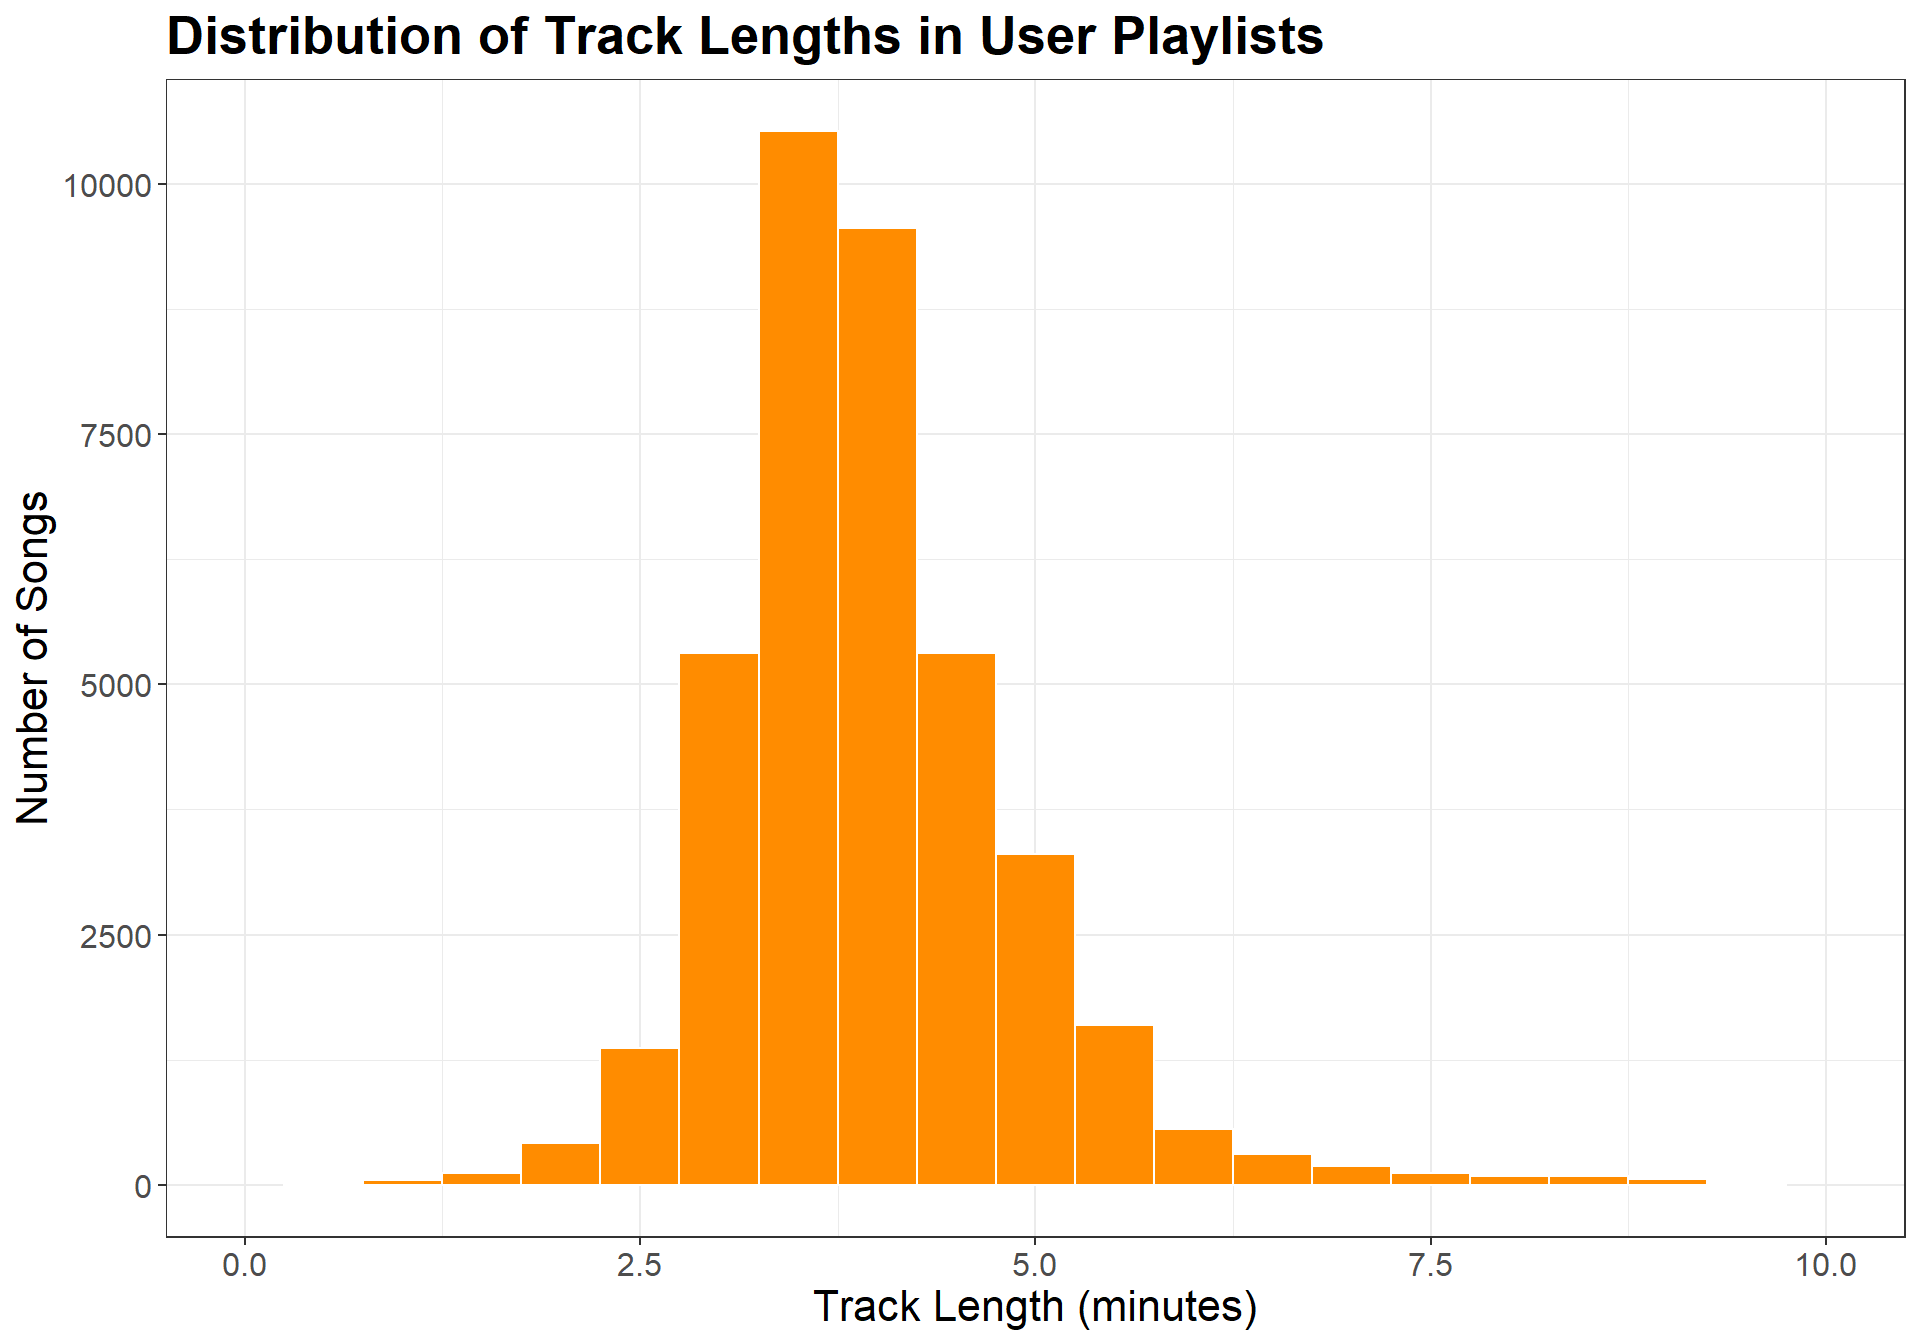 Distribution of Track Lengths in User Playlists
10000
7500
5000
2500
0
Number of Songs
0.0 2.5 5.0 7.5 10.0
Track Length (minutes)